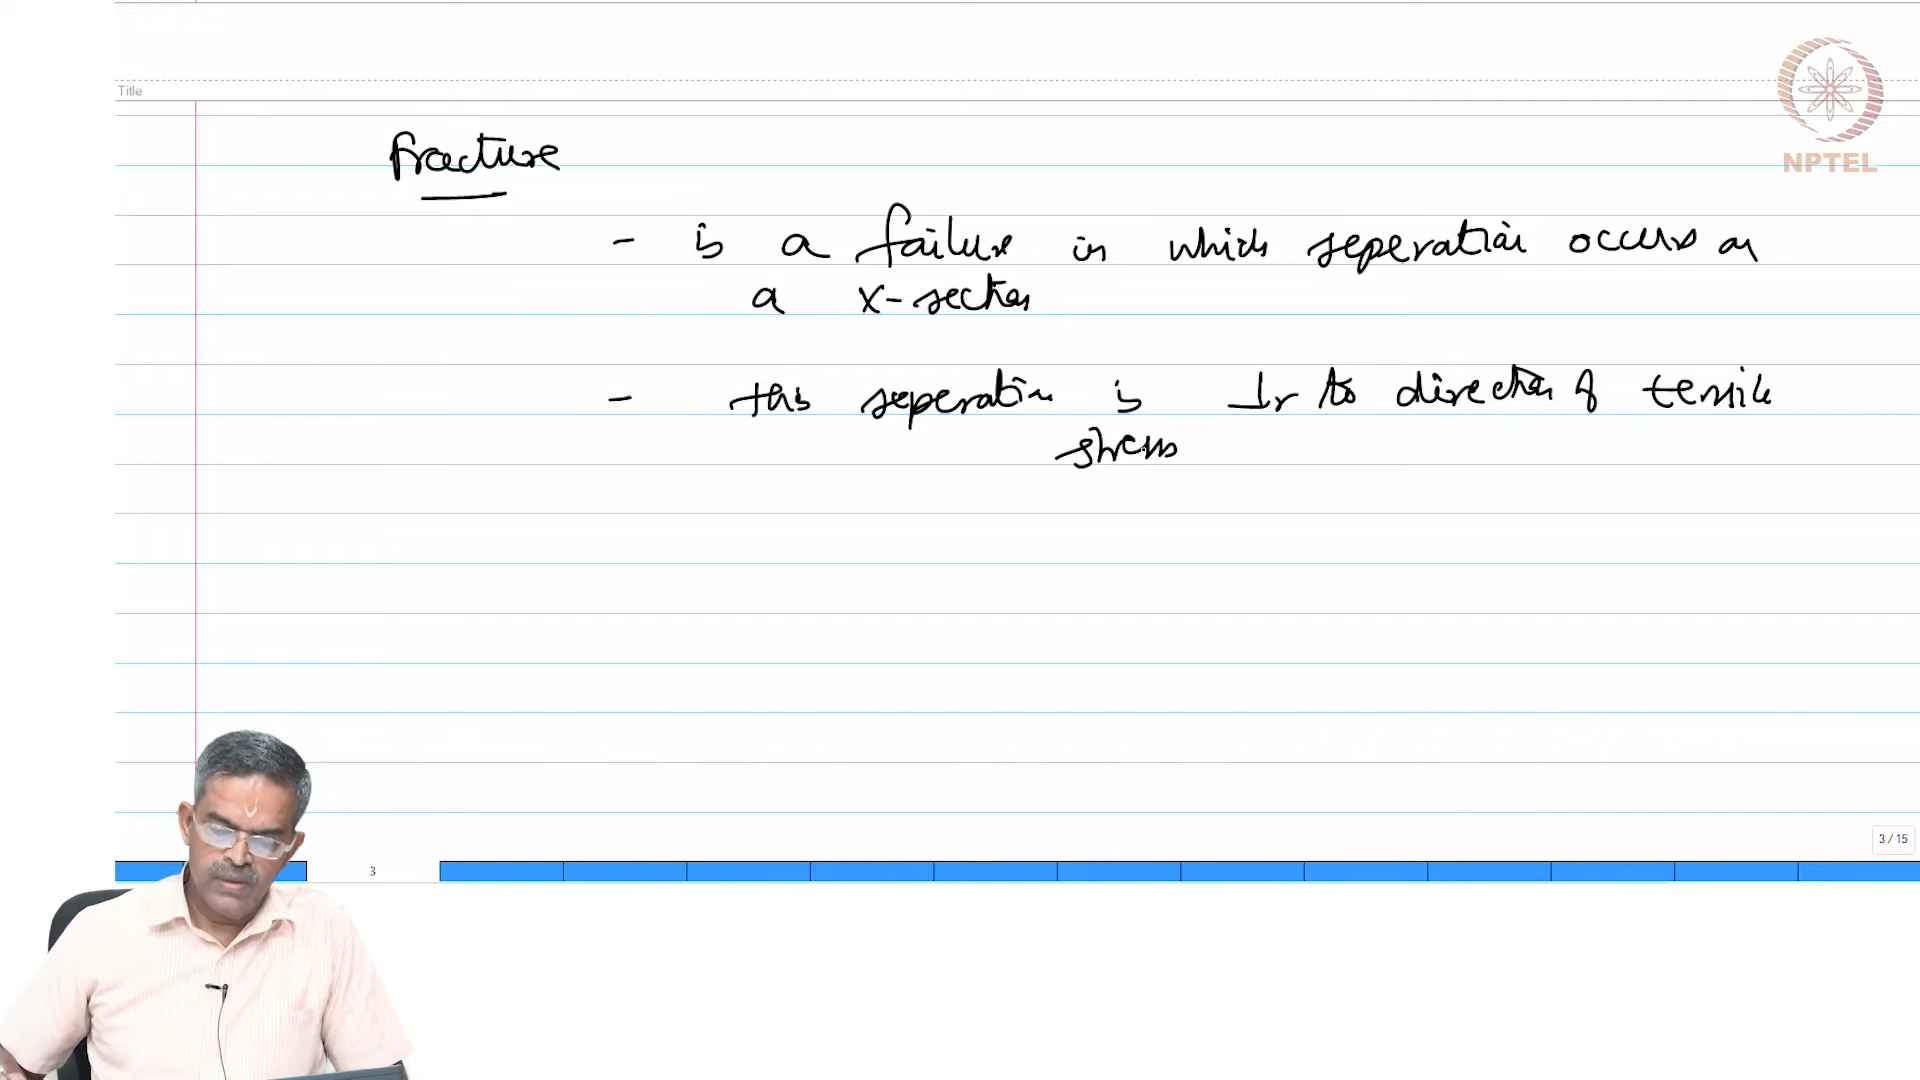 Title
NPTEL
Fracture
- is a failure in which seperation occurs on
a x-section
- this seperation is ⊥r to direction of tensile
stress
3 / 15
3